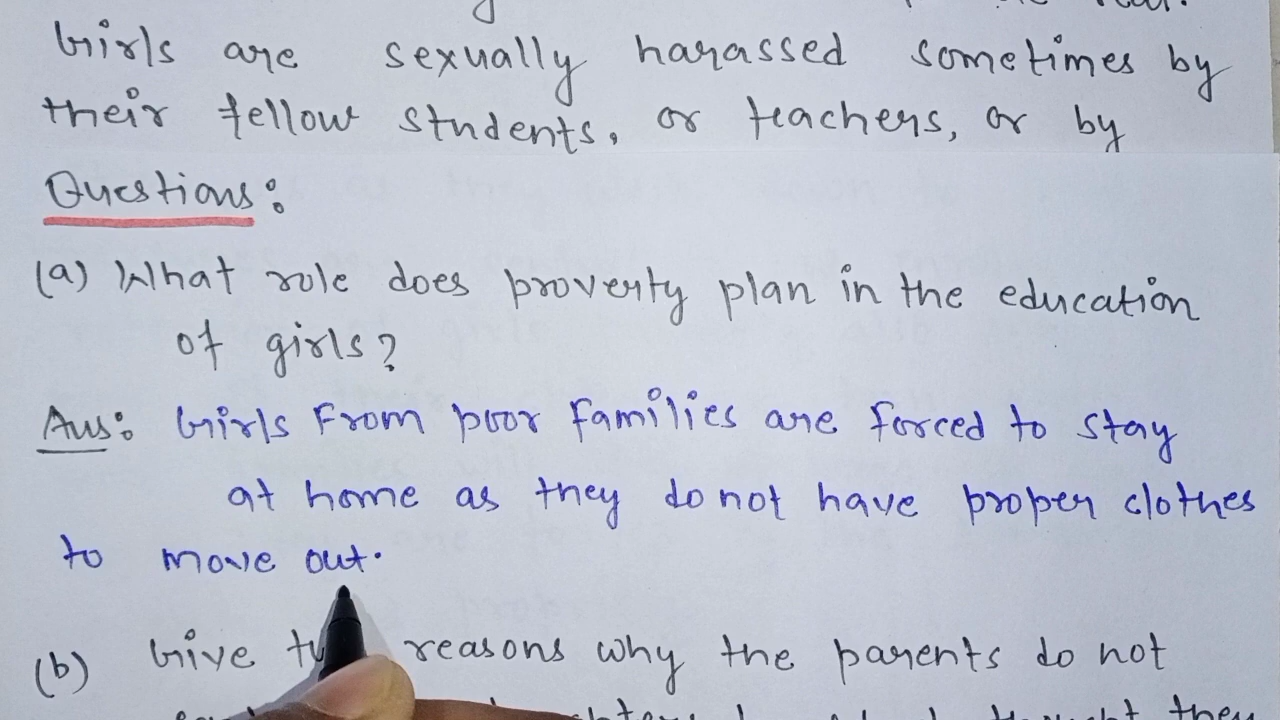 Girls are sexually harassed sometimes by
their fellow students, or teachers, or by
Questions:
(a) What role does proverty plan in the education
of girls?
Ans: Girls From poor families are forced to stay
at home as they do not have proper clothes
to move out.
(b) Give reasons why the parents do not
they